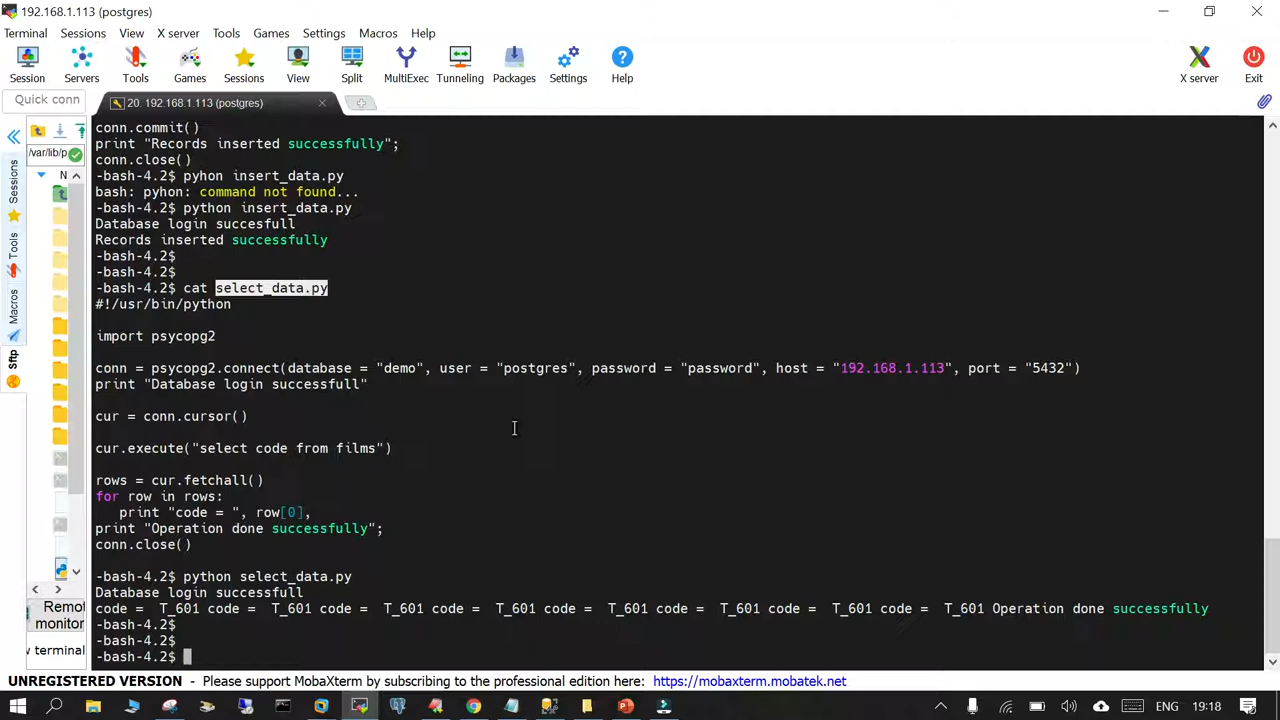 192.168.1.113 (postgres)
Terminal Sessions View X server Tools Games Settings Macros Help
Session Servers Tools Games Sessions View Split MultiExec Tunneling Packages Settings Help X server Exit
Quick conn
20. 192.168.1.113 (postgres)
/var/lib/p
N
Sessions
Tools
Macros
Sftp
conn.commit()
print "Records inserted successfully";
conn.close()
-bash-4.2$ pyhon insert_data.py
bash: pyhon: command not found...
-bash-4.2$ python insert_data.py
Database login succesfull
Records inserted successfully
-bash-4.2$
-bash-4.2$
-bash-4.2$ cat select_data.py
#!/usr/bin/python
import psycopg2
conn = psycopg2.connect(database = "demo", user = "postgres", password = "password", host = "192.168.1.113", port = "5432")
print "Database login successfull"
cur = conn.cursor()
cur.execute("select code from films")
rows = cur.fetchall()
for row in rows:
print "code = ", row[0],
print "Operation done successfully";
conn.close()
-bash-4.2$ python select_data.py
Database login successfull
code =  T_601 code =  T_601 code =  T_601 code =  T_601 code =  T_601 code =  T_601 code =  T_601 code =  T_601 Operation done successfully
-bash-4.2$
-bash-4.2$
-bash-4.2$
Remo
monitor
w termina
UNREGISTERED VERSION - Please support MobaXterm by subscribing to the professional edition here: https://mobaxterm.mobatek.net
ENG 19:18